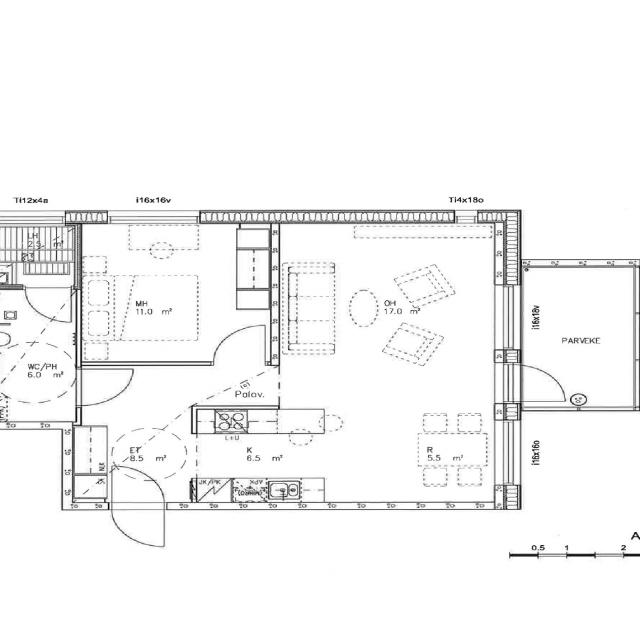 Ti12x4a
i16x16v
Ti4x18o
LH
2.5 m²
MH
11.0 m²
OH
17.0 m²
i16x18v
PARVEKE
WC/PH
6.0 m²
Palov.
L+U
ET
8.5 m²
K
6.5 m²
R
5.5 m²
i16x16o
JK/PK
APK
A
0.5 1 2